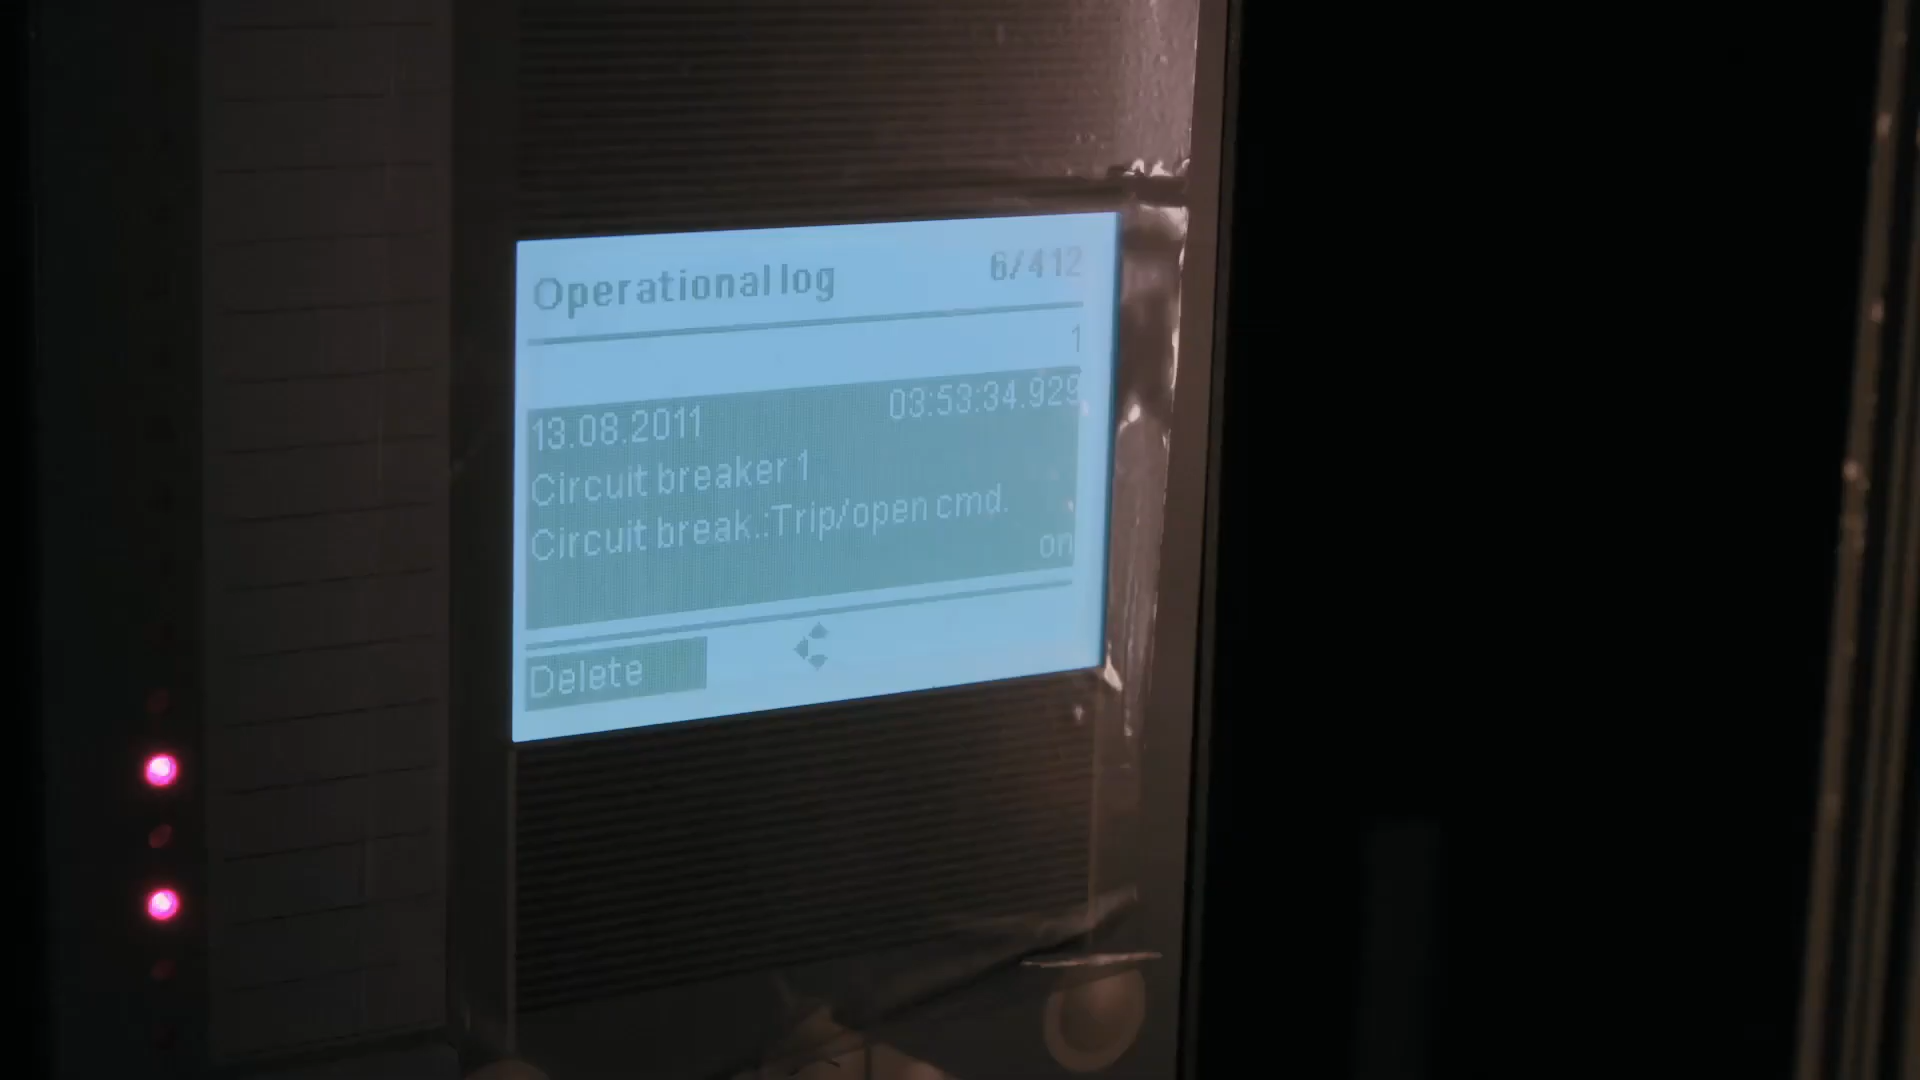 Operational log 6/412
1
13.08.2011 03:53:34.929
Circuit breaker 1
Circuit break.:Trip/open cmd.
on
Delete